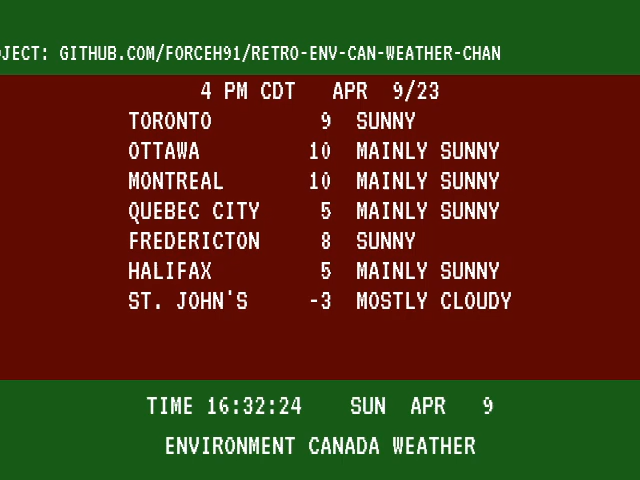 JECT: GITHUB.COM/FORCEH91/RETRO-ENV-CAN-WEATHER-CHAN
4 PM CDT APR 9/23
TORONTO 9 SUNNY
OTTAWA 10 MAINLY SUNNY
MONTREAL 10 MAINLY SUNNY
QUEBEC CITY 5 MAINLY SUNNY
FREDERICTON 8 SUNNY
HALIFAX 5 MAINLY SUNNY
ST. JOHN'S -3 MOSTLY CLOUDY
TIME 16:32:24 SUN APR 9
ENVIRONMENT CANADA WEATHER